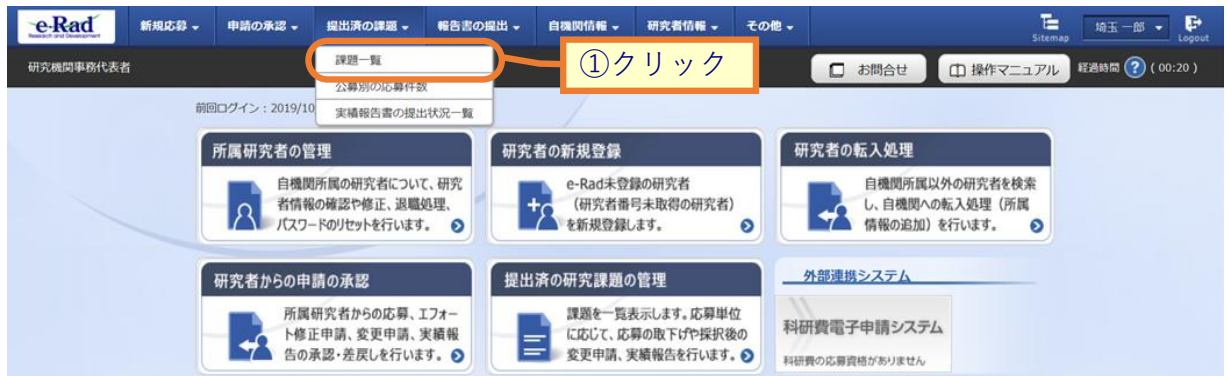 e-Rad
Research and Development
新規応募
申請の承認
提出済の課題
報告書の提出
自機関情報
研究者情報
その他
Sitemap
埼玉 一郎
Logout
研究機関事務代表者
課題一覧
公募別の応募件数
実績報告書の提出状況一覧
①クリック
お問合せ
操作マニュアル
経過時間 ? ( 00:20 )
前回ログイン：2019/10
所属研究者の管理
自機関所属の研究者について、研究
者情報の確認や修正、退職処理、
パスワードのリセットを行います。
研究者の新規登録
e-Rad未登録の研究者
（研究者番号未取得の研究者）
を新規登録します。
研究者の転入処理
自機関所属以外の研究者を検索
し、自機関への転入処理（所属
情報の追加）を行います。
研究者からの申請の承認
所属研究者からの応募、エフォー
ト修正申請、変更申請、実績報
告の承認・差戻しを行います。
提出済の研究課題の管理
課題を一覧表示します。応募単位
に応じて、応募の取下げや採択後の
変更申請、実績報告を行います。
外部連携システム
科研費電子申請システム
科研費の応募資格がありません